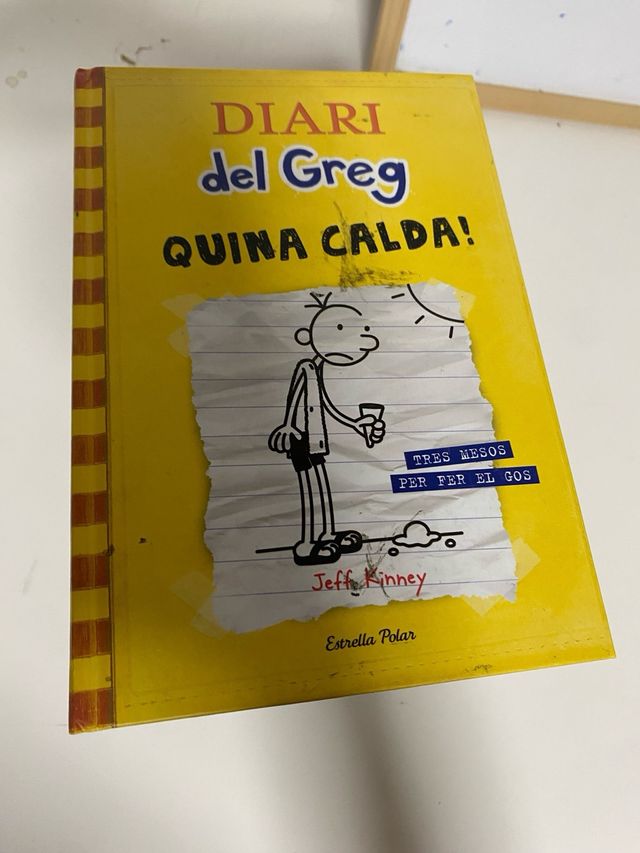 DIARI
del Greg
QUINA CALDA!
TRES MESOS
PER FER EL GOS
Jeff Kinney
Estrella Polar